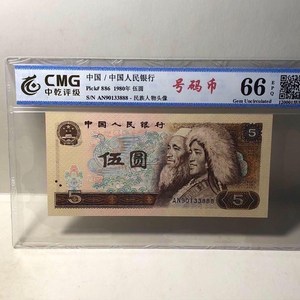 CMG
中乾评级
中国 / 中国人民银行
Pick# 886 1980年 伍圆
S/N AN90133888 - 民族人物头像
号码币
66
EPQ
Gem Uncirculated
中国人民银行
伍圆
AN90133888
5
5